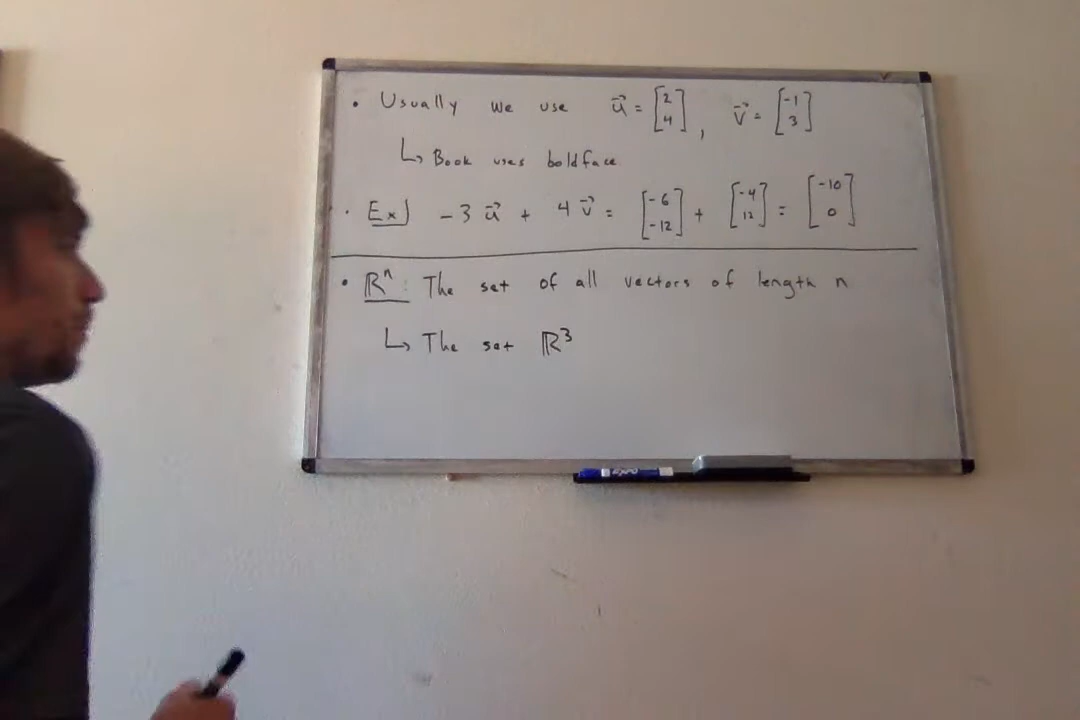 • Usually we use u⃗ = [2 4], v⃗ = [-1 3]
↳ Book uses boldface
· Ex] -3 u⃗ + 4 v⃗ = [-6 -12] + [-4 12] = [-10 0]
• ℝⁿ: The set of all vectors of length n
↳ The set ℝ³
EXPO